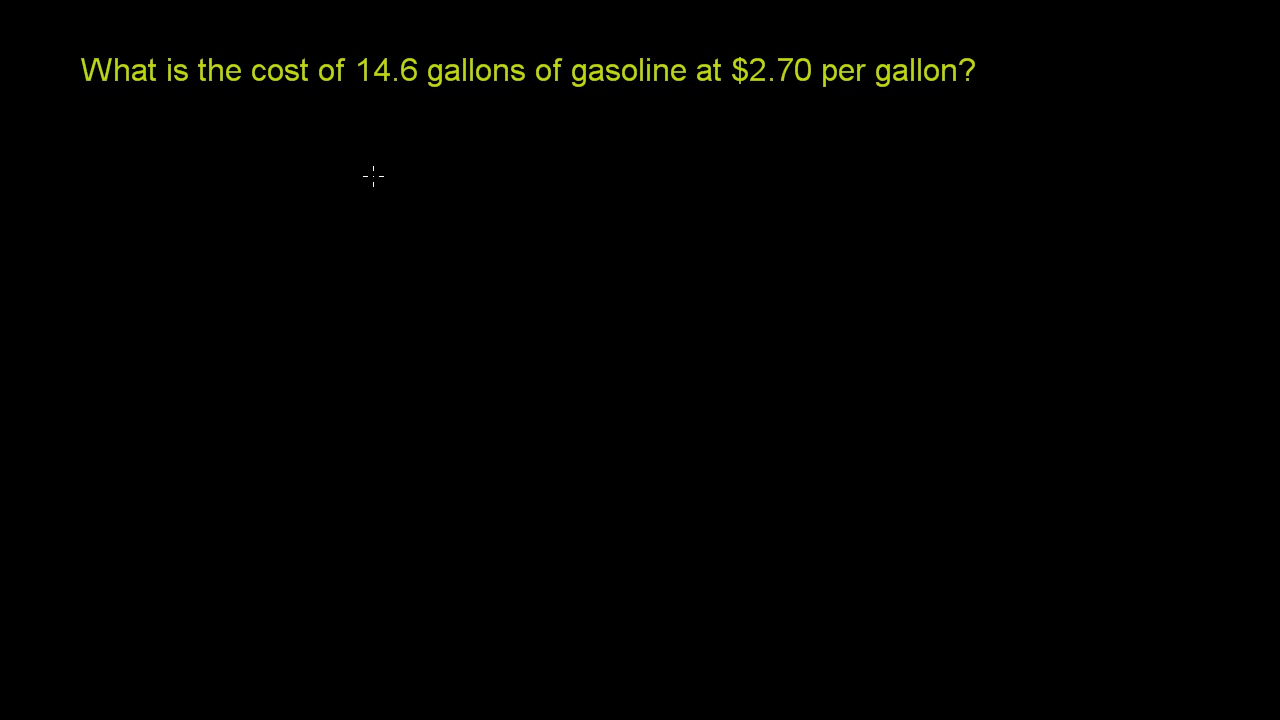 What is the cost of 14.6 gallons of gasoline at $2.70 per gallon?